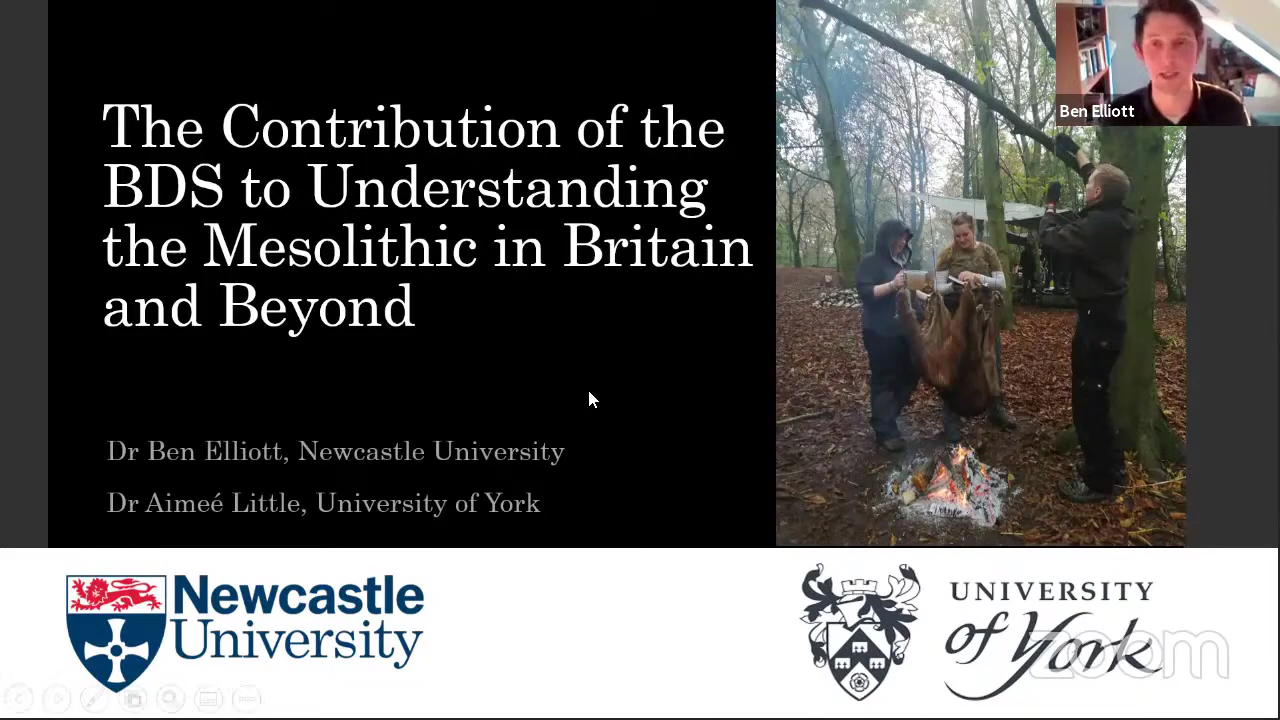 The Contribution of the
BDS to Understanding
the Mesolithic in Britain
and Beyond
Ben Elliott
Dr Ben Elliott, Newcastle University
Dr Aimeé Little, University of York
Newcastle
University
UNIVERSITY
of York
zoom